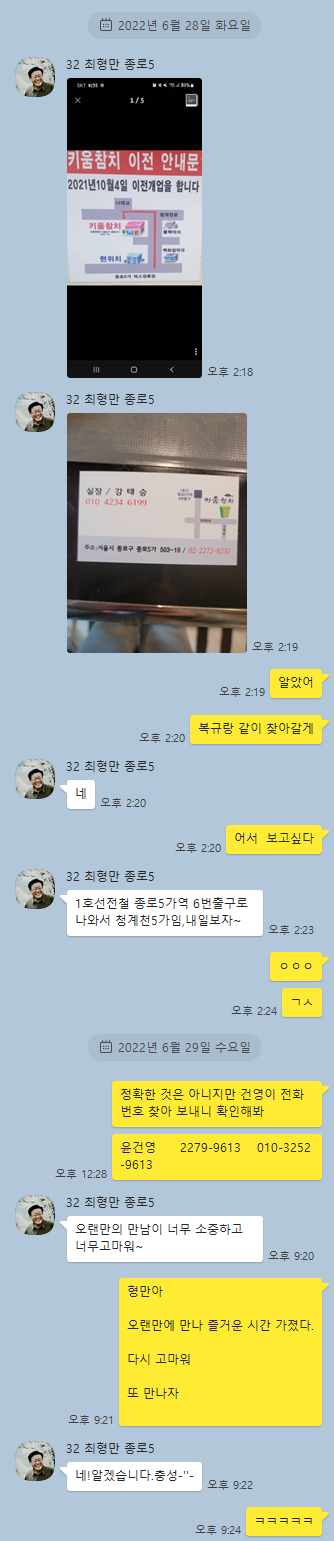 2022년 6월 28일 화요일
32 최형만 종로5
SKT 4:35
1/5
키움참치 이전 안내문
2021년10월4일 이전개업을 합니다
키움참치
현위치
오후 2:18
32 최형만 종로5
실장 / 강태승
010 4234 6199
키움참치
주소:서울시 종로구 종로5가 503-19 / 02-2272-8237
오후 2:19
알았어
오후 2:19
복규랑 같이 찾아갈게
오후 2:20
32 최형만 종로5
네
오후 2:20
어서 보고싶다
오후 2:20
32 최형만 종로5
1호선전철 종로5가역 6번출구로
나와서 청계천5가임,내일보자~
오후 2:23
ㅇㅇㅇ
ㄱㅅ
오후 2:24
2022년 6월 29일 수요일
정확한 것은 아니지만 건영이 전화
번호 찾아 보내니 확인해봐
윤건영 2279-9613 010-3252
-9613
오후 12:28
32 최형만 종로5
오랜만의 만남이 너무 소중하고
너무고마워~
오후 9:20
형만아
오랜만에 만나 즐거운 시간 가졌다.
다시 고마워
또 만나자
오후 9:21
32 최형만 종로5
네!알겠습니다.충성-''-
오후 9:22
ㅋㅋㅋㅋㅋ
오후 9:24